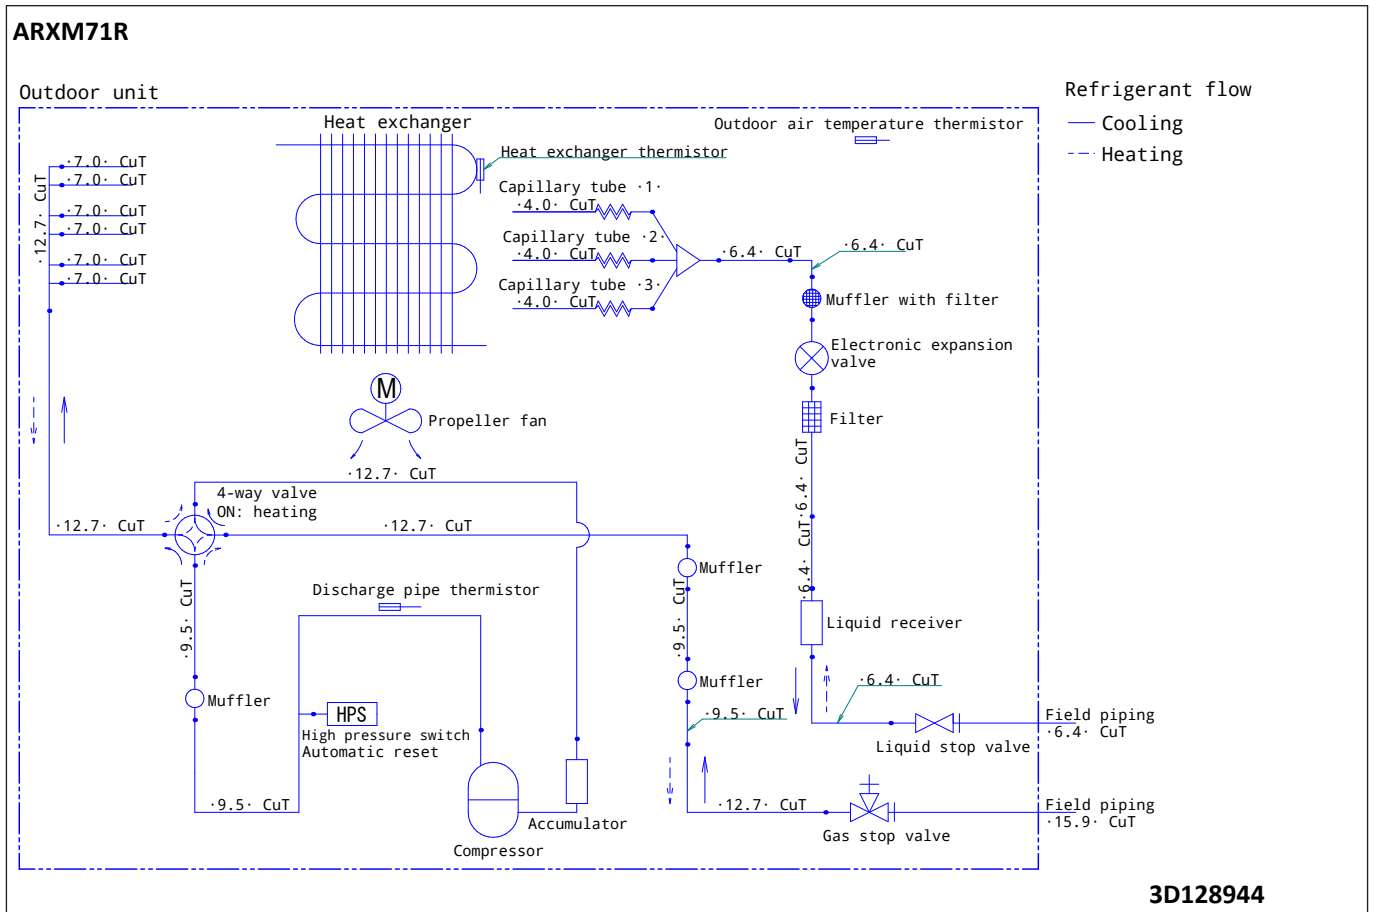 ARXM71R
Outdoor unit
Refrigerant flow
Cooling
Heating
Heat exchanger
Outdoor air temperature thermistor
Heat exchanger thermistor
·7.0· CuT
·7.0· CuT
·7.0· CuT
·7.0· CuT
·7.0· CuT
·7.0· CuT
·12.7· CuT
Capillary tube ·1·
·4.0· CuT
Capillary tube ·2·
·4.0· CuT
Capillary tube ·3·
·4.0· CuT
·6.4· CuT
·6.4· CuT
Muffler with filter
Electronic expansion
valve
Filter
M
Propeller fan
·6.4· CuT
·6.4· CuT
·12.7· CuT
4-way valve
ON: heating
·12.7· CuT
·12.7· CuT
Muffler
·9.5· CuT
Muffler
·9.5· CuT
Discharge pipe thermistor
·9.5· CuT
Muffler
HPS
High pressure switch
Automatic reset
·9.5· CuT
Compressor
Accumulator
Liquid receiver
·6.4· CuT
Liquid stop valve
Field piping
·6.4· CuT
·12.7· CuT
Gas stop valve
Field piping
·15.9· CuT
3D128944